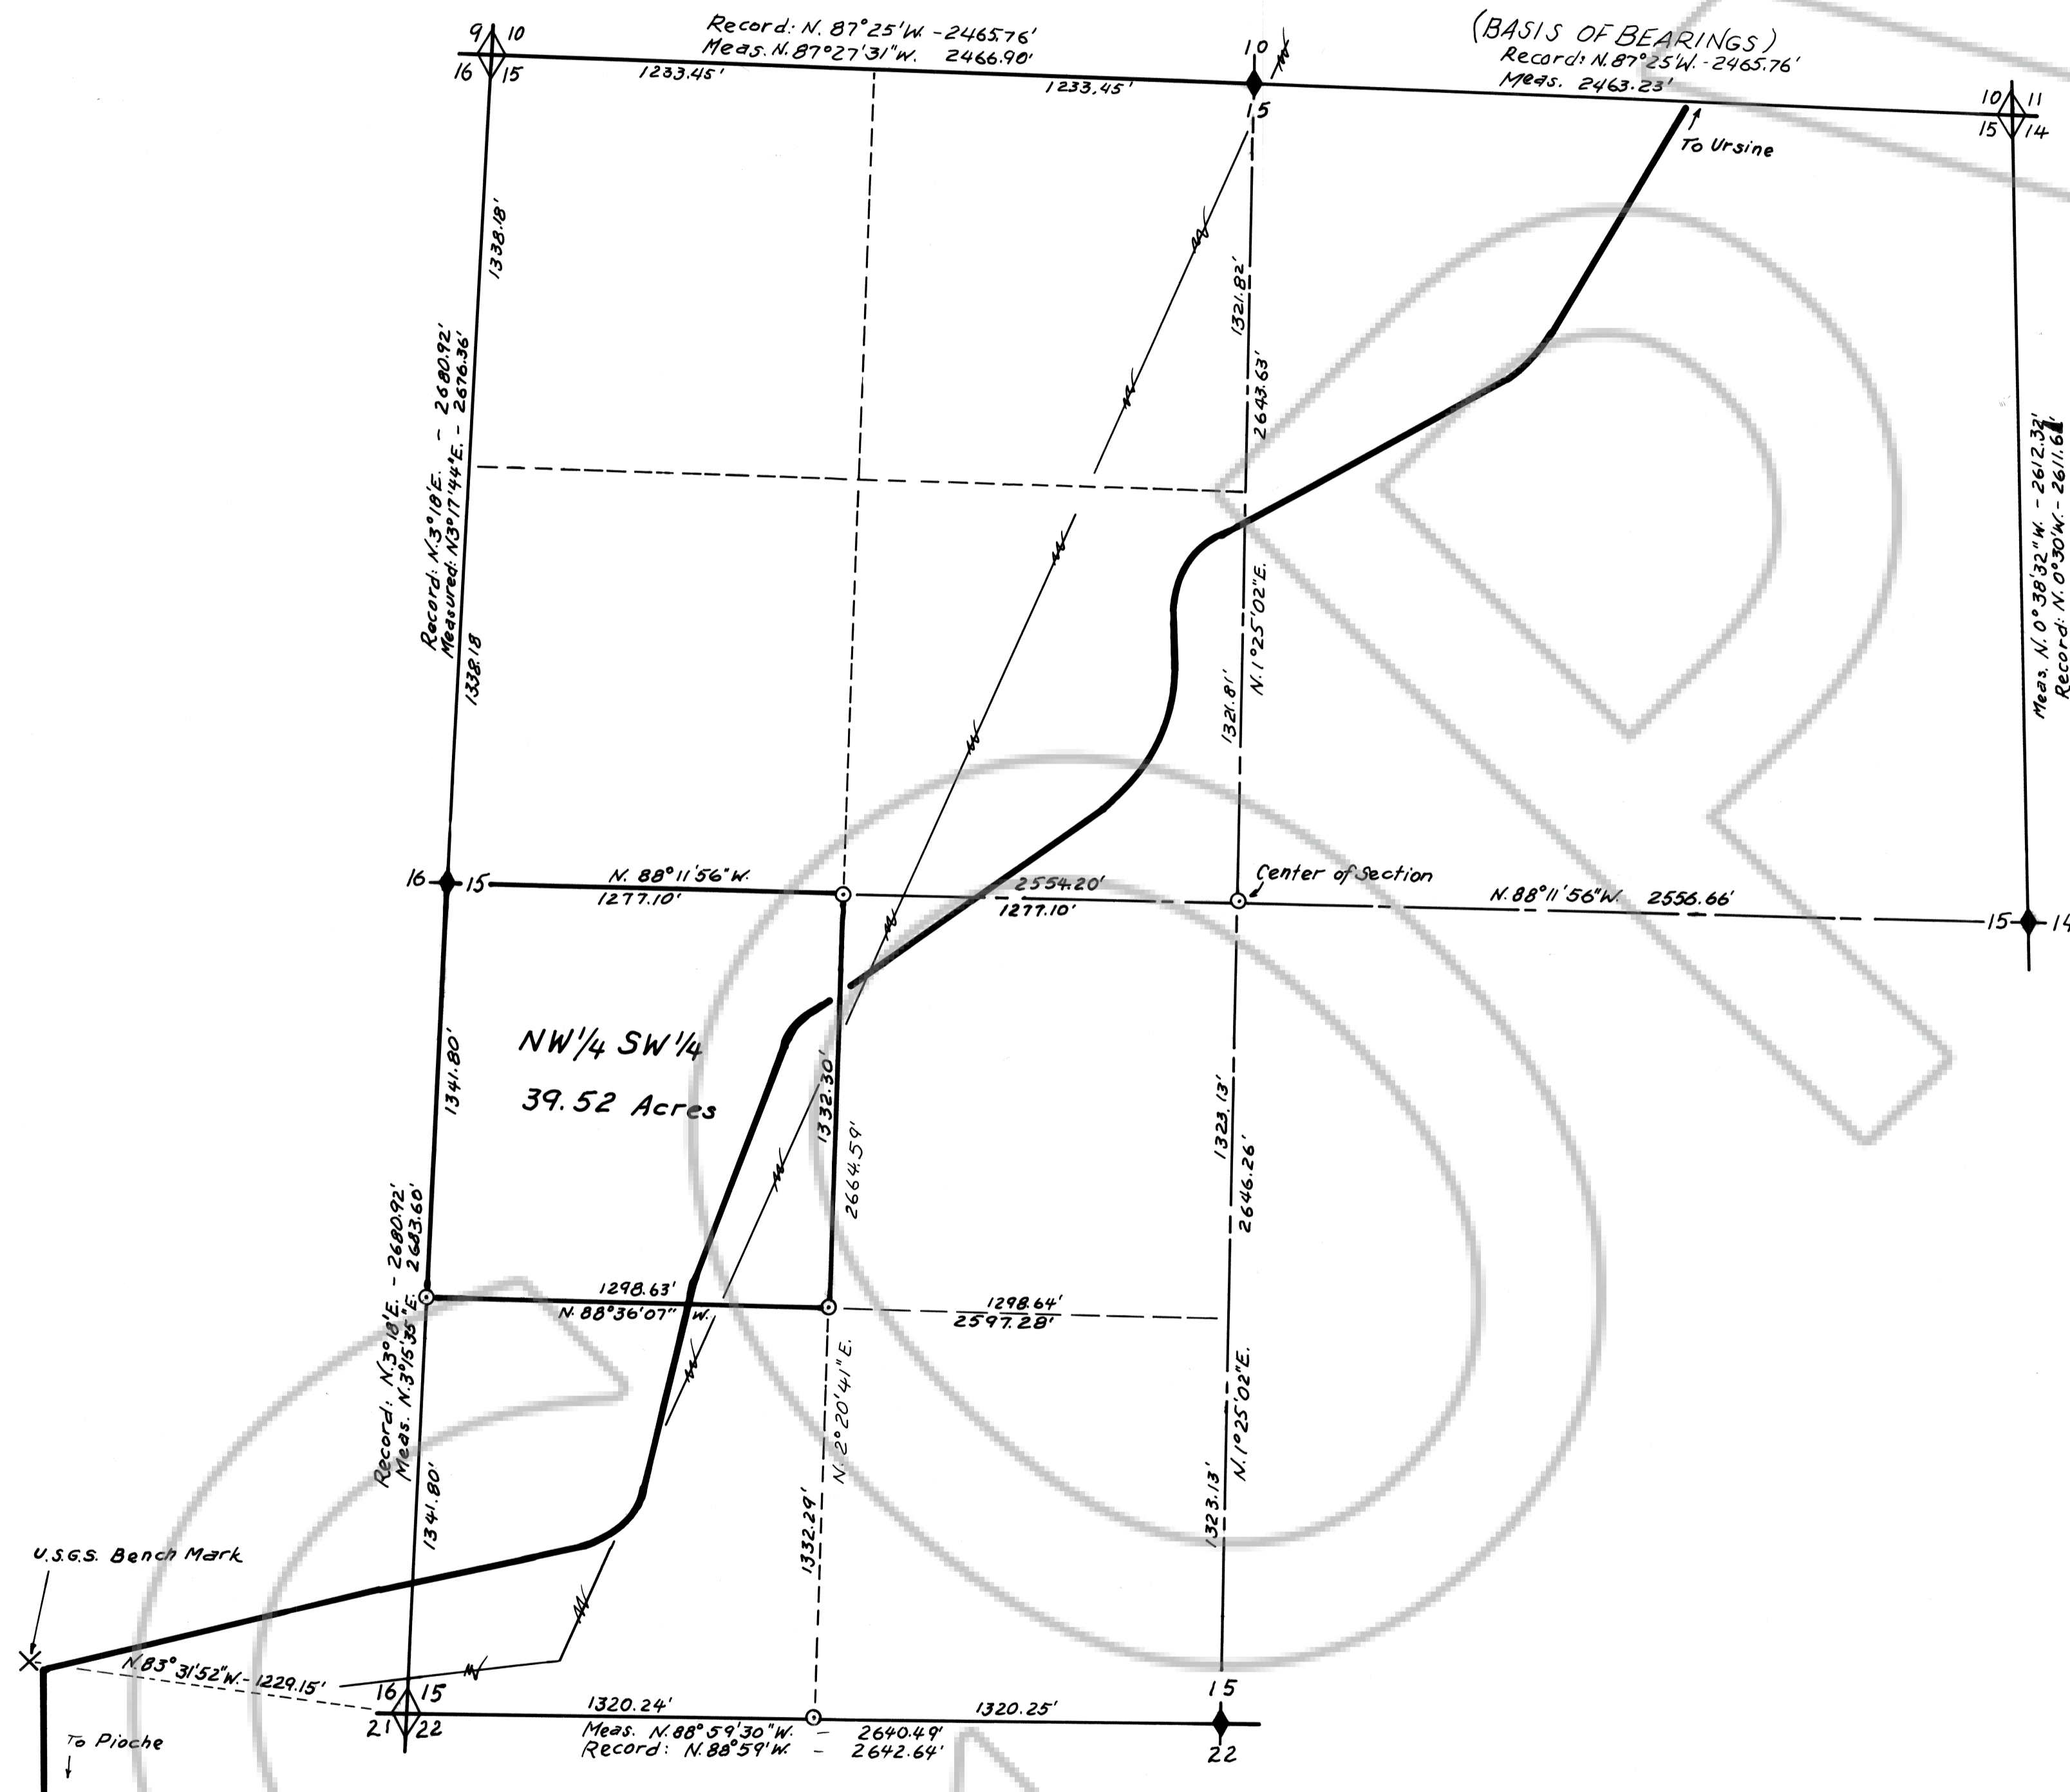 9 10
16 15
Record: N. 87°25'W. - 2465.76'
Meas. N. 87°27'31"W. 2466.90'
1233.45'
1233.45'
10
15
(BASIS OF BEARINGS)
Record: N. 87°25'W. - 2465.76'
Meas. 2463.23'
10 11
15 14
To Ursine
1338.18'
Record: N.3°18'E. - 2680.92'
Measured: N3°17'44"E. - 2676.36'
1338.18
1321.82'
2643.63'
N.1°25'02"E.
1321.81'
Meas. N.0°38'32"W. - 2612.32'
Record: N.0°30'W. - 2611.61'
16 15
N. 88°11'56"W.
1277.10'
2554.20'
1277.10'
Center of Section
N.88°11'56"W. 2556.66'
15 14
NW1/4 SW1/4
39.52 Acres
1341.80'
1332.30'
2664.59'
1323.13'
2646.26'
Record: N.3°18'E. - 2680.92'
Meas. N.3°15'35"E. 2683.60'
1298.63'
N. 88°36'07" W.
1298.64'
2597.28'
N. 2°20'41"E.
N.1°25'02"E.
1341.80'
1332.29'
1323.13'
U.S.G.S. Bench Mark
N.83°31'52"W. - 1229.15'
To Pioche
16 15
21 22
1320.24'
1320.25'
Meas. N.88°59'30"W. - 2640.49'
Record: N.88°59'W. - 2642.64'
15
22